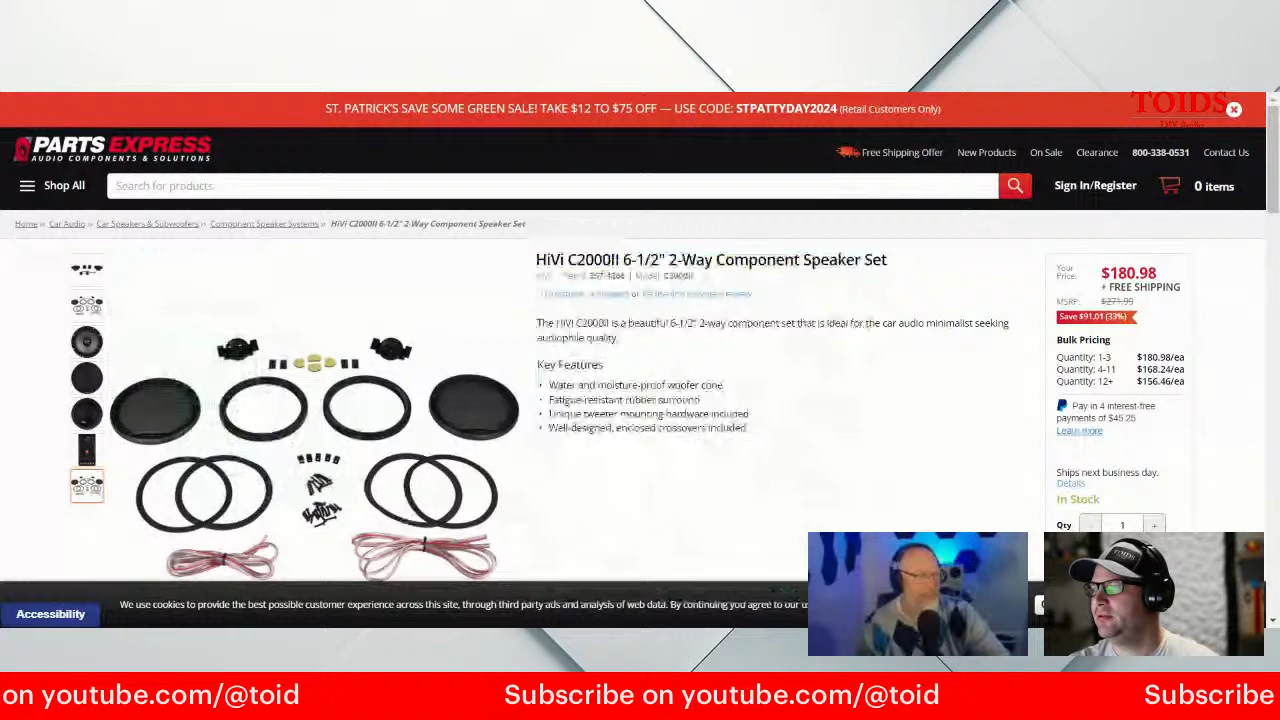 ST. PATRICK'S SAVE SOME GREEN SALE! TAKE $12 TO $75 OFF — USE CODE: STPATTYDAY2024 (Retail Customers Only)
TOIDS
DIY Audio
PARTS EXPRESS
AUDIO COMPONENTS & SOLUTIONS
Free Shipping Offer New Products On Sale Clearance 800-338-0531 Contact Us
Shop All Search for products. Sign In/Register 0 items
Home » Car Audio » Car Speakers & Subwoofers » Component Speaker Systems » HiVi C2000II 6-1/2" 2-Way Component Speaker Set
HiVi C2000II 6-1/2" 2-Way Component Speaker Set
The HiVi C2000II is a beautiful 6-1/2" 2-way component set that is ideal for the car audio minimalist seeking
audiophile quality.
Key Features
Water and moisture-proof woofer cone
Fatigue-resistant rubber surround
Unique tweeter mounting hardware included
Well-designed, enclosed crossovers included
Your
Price:
$180.98
+ FREE SHIPPING
MSRP: $271.99
Save $91.01 (33%)
Bulk Pricing
Quantity: 1-3 $180.98/ea
Quantity: 4-11 $168.24/ea
Quantity: 12+ $156.46/ea
Pay in 4 interest-free
payments of $45.25
Learn more
Ships next business day.
Details
In Stock
Qty - 1 +
Accessibility
We use cookies to provide the best possible customer experience across this site, through third party ads and analysis of web data. By continuing you agree to our
TOIDS
on youtube.com/@toid Subscribe on youtube.com/@toid Subscribe